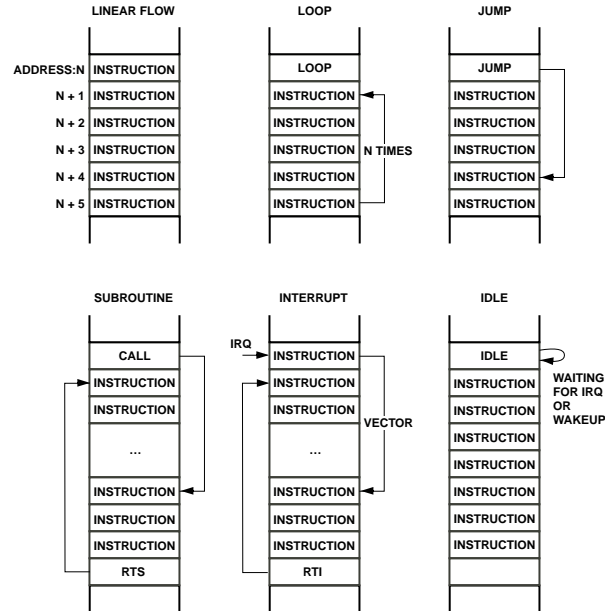 LINEAR FLOW
ADDRESS:N INSTRUCTION
N + 1 INSTRUCTION
N + 2 INSTRUCTION
N + 3 INSTRUCTION
N + 4 INSTRUCTION
N + 5 INSTRUCTION
LOOP
LOOP
INSTRUCTION
INSTRUCTION
INSTRUCTION
N TIMES
INSTRUCTION
INSTRUCTION
JUMP
JUMP
INSTRUCTION
INSTRUCTION
INSTRUCTION
INSTRUCTION
INSTRUCTION
SUBROUTINE
CALL
INSTRUCTION
INSTRUCTION
...
INSTRUCTION
INSTRUCTION
INSTRUCTION
RTS
INTERRUPT
IRQ
INSTRUCTION
INSTRUCTION
INSTRUCTION
VECTOR
...
INSTRUCTION
INSTRUCTION
INSTRUCTION
RTI
IDLE
IDLE
WAITING
FOR IRQ
OR
WAKEUP
INSTRUCTION
INSTRUCTION
INSTRUCTION
INSTRUCTION
INSTRUCTION
INSTRUCTION
INSTRUCTION